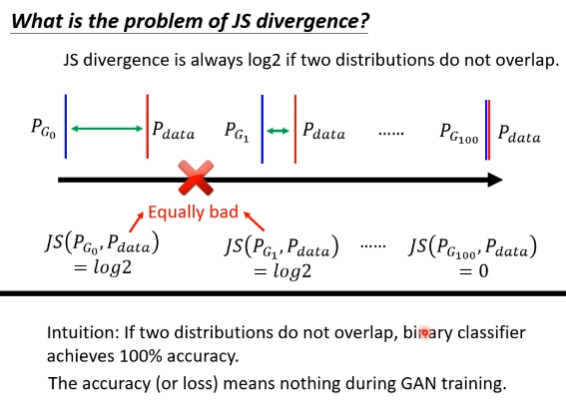 What is the problem of JS divergence?
JS divergence is always log2 if two distributions do not overlap.
P_{G_0} P_{data} P_{G_1} P_{data} ...... P_{G_{100}} P_{data}
Equally bad
JS(P_{G_0}, P_{data}) JS(P_{G_1}, P_{data}) ...... JS(P_{G_{100}}, P_{data})
= log2 = log2 = 0
Intuition: If two distributions do not overlap, binary classifier
achieves 100% accuracy.
The accuracy (or loss) means nothing during GAN training.